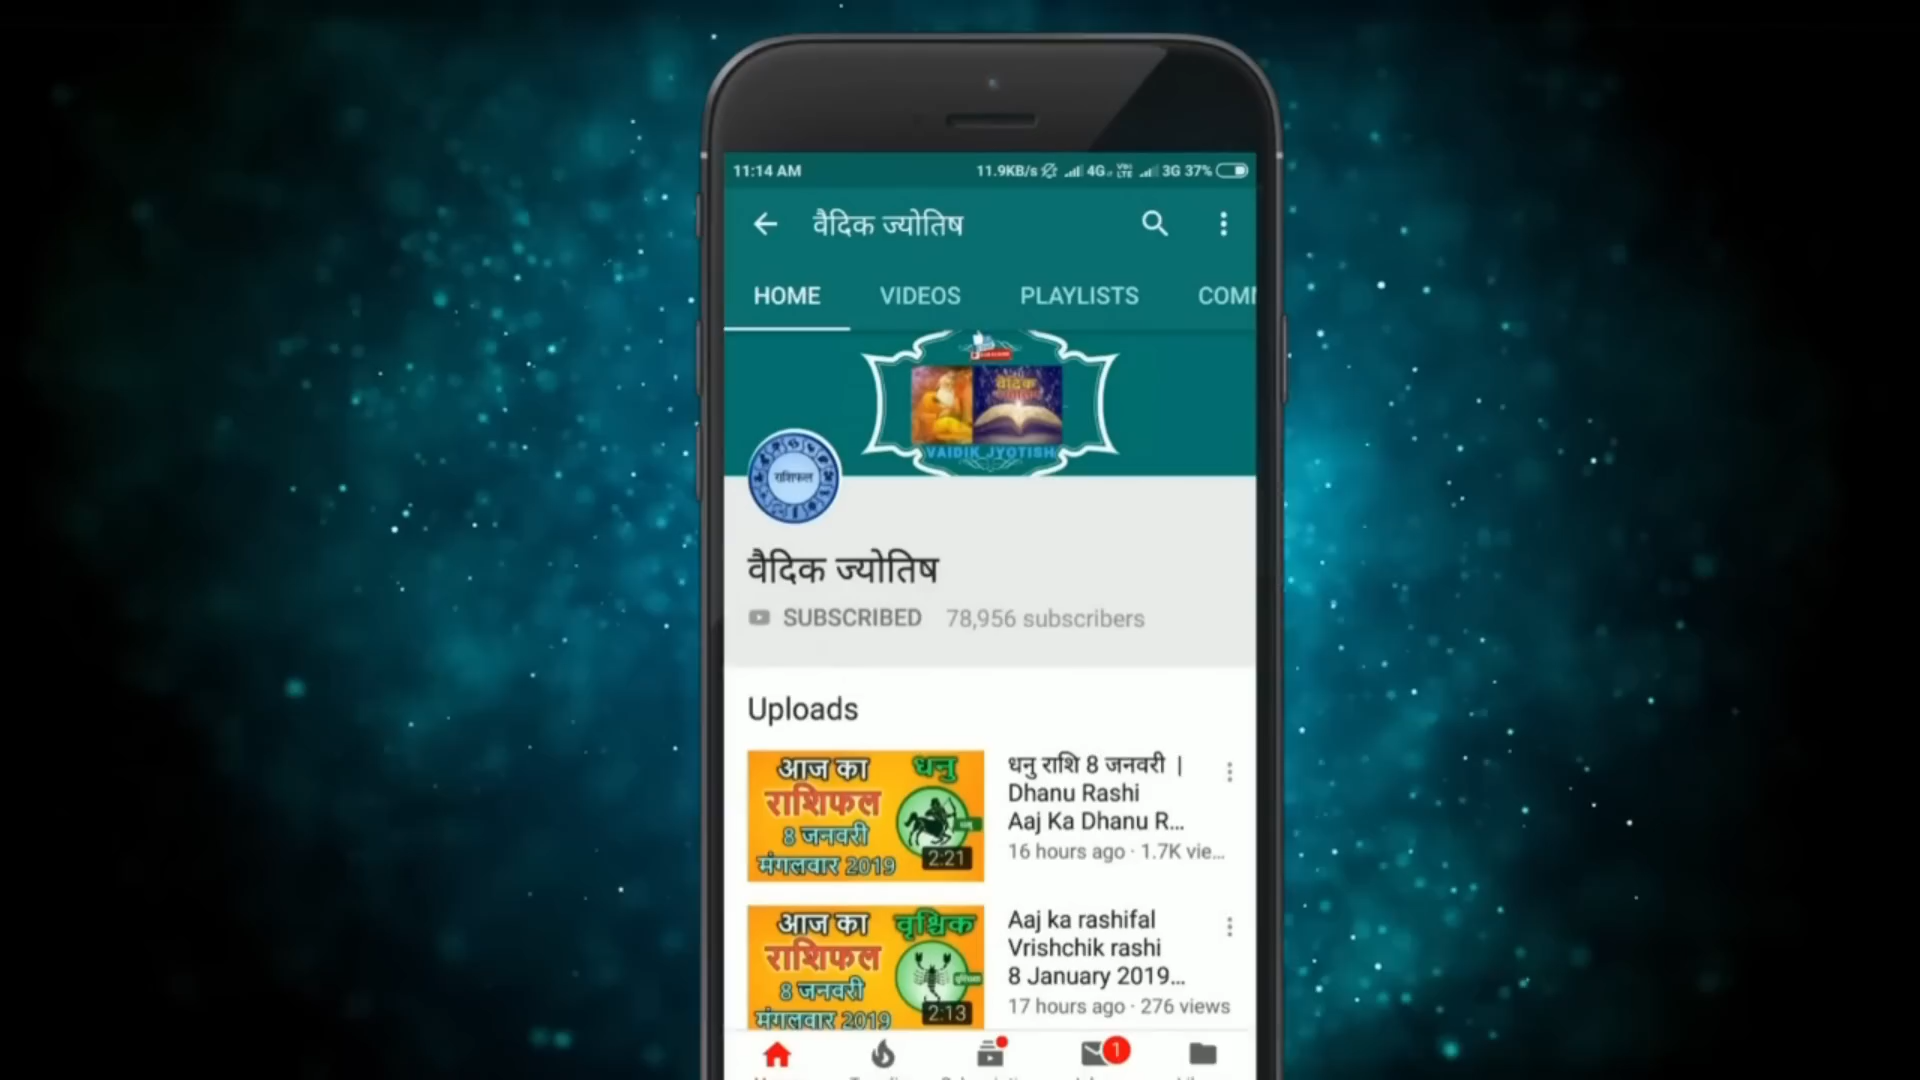 11:14 AM 11.9KB/s 4G 3G 37%
वैदिक ज्योतिष
HOME VIDEOS PLAYLISTS COMM
वैदिक
VAIDIK JYOTISH
राशिफल
वैदिक ज्योतिष
SUBSCRIBED 78,956 subscribers
Uploads
आज का धनु
राशिफल
8 जनवरी
मंगलवार 2019
2:21
धनु राशि 8 जनवरी |
Dhanu Rashi
Aaj Ka Dhanu R...
16 hours ago · 1.7K vie...
आज का वृश्चिक
राशिफल
8 जनवरी
मंगलवार 2019
2:13
Aaj ka rashifal
Vrishchik rashi
8 January 2019...
17 hours ago · 276 views
1